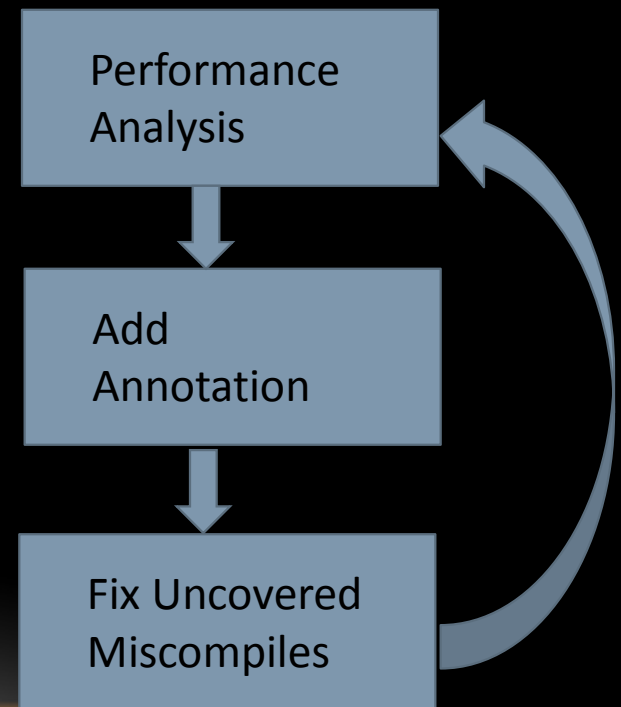 Performance
Analysis
Add
Annotation
Fix Uncovered
Miscompiles